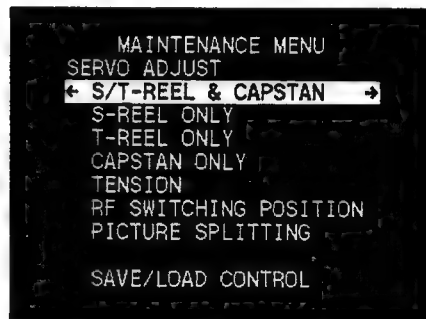 MAINTENANCE MENU
SERVO ADJUST
← S/T-REEL & CAPSTAN →
S-REEL ONLY
T-REEL ONLY
CAPSTAN ONLY
TENSION
RF SWITCHING POSITION
PICTURE SPLITTING
SAVE/LOAD CONTROL